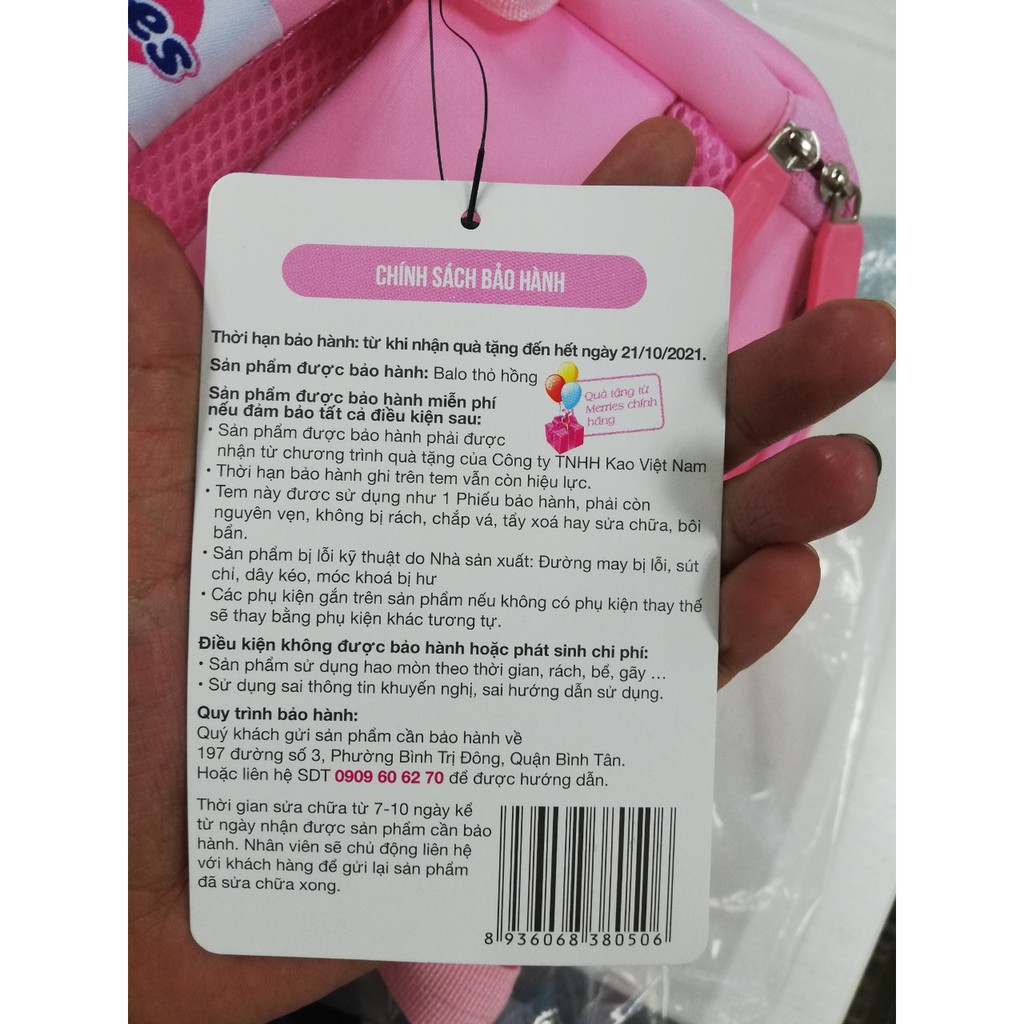 es
CHÍNH SÁCH BẢO HÀNH
Thời hạn bảo hành: từ khi nhận quà tặng đến hết ngày 21/10/2021.
Sản phẩm được bảo hành: Balo thỏ hồng
Quà tặng từ
Merries chính
hãng
Sản phẩm được bảo hành miễn phí
nếu đảm bảo tất cả điều kiện sau:
• Sản phẩm được bảo hành phải được
nhận từ chương trình quà tặng của Công ty TNHH Kao Việt Nam
• Thời hạn bảo hành ghi trên tem vẫn còn hiệu lực.
• Tem này được sử dụng như 1 Phiếu bảo hành, phải còn
nguyên vẹn, không bị rách, chắp vá, tẩy xoá hay sửa chữa, bôi
bẩn.
• Sản phẩm bị lỗi kỹ thuật do Nhà sản xuất: Đường may bị lỗi, sút
chỉ, dây kéo, móc khoá bị hư
• Các phụ kiện gắn trên sản phẩm nếu không có phụ kiện thay thế
sẽ thay bằng phụ kiện khác tương tự.
Điều kiện không được bảo hành hoặc phát sinh chi phí:
• Sản phẩm sử dụng hao mòn theo thời gian, rách, bể, gãy ...
• Sử dụng sai thông tin khuyến nghị, sai hướng dẫn sử dụng.
Quy trình bảo hành:
Quý khách gửi sản phẩm cần bảo hành về
197 đường số 3, Phường Bình Trị Đông, Quận Bình Tân.
Hoặc liên hệ SDT 0909 60 62 70 để được hướng dẫn.
Thời gian sửa chữa từ 7-10 ngày kể
từ ngày nhận được sản phẩm cần bảo
hành. Nhân viên sẽ chủ động liên hệ
với khách hàng để gửi lại sản phẩm
đã sửa chữa xong.
8 936068 380506